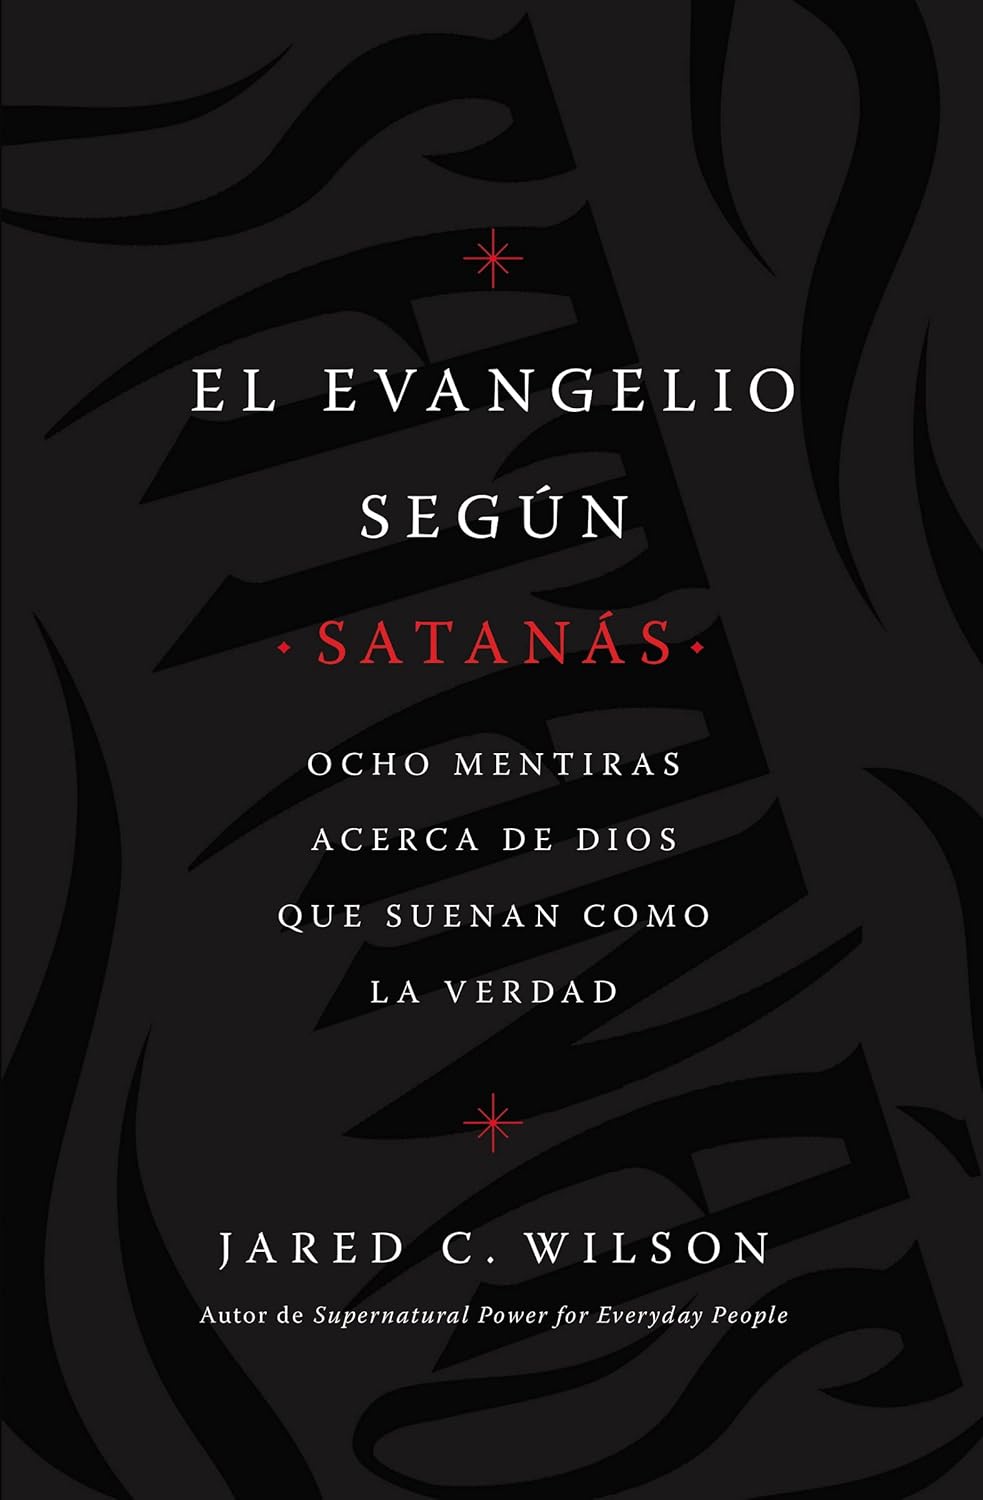 EL EVANGELIO
SEGÚN
SATANÁS
OCHO MENTIRAS
ACERCA DE DIOS
QUE SUENAN COMO
LA VERDAD
JARED C. WILSON
Autor de Supernatural Power for Everyday People